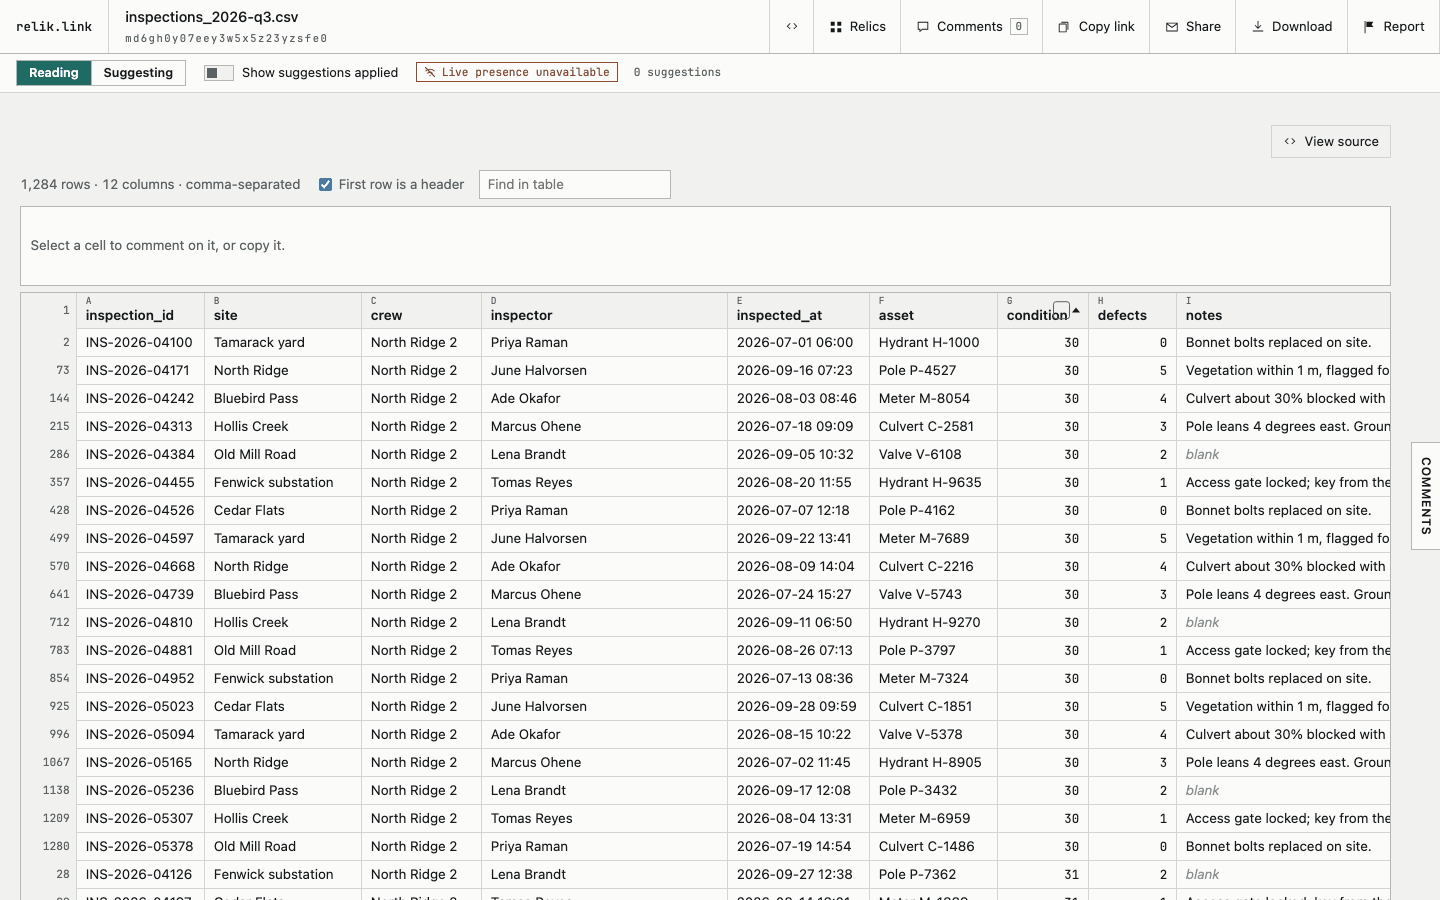 relik.link
inspections_2026-q3.csv
md6gh0y07eey3w5x5z23yzsfe0
Relics
Comments 0
Copy link
Share
Download
Report
Reading
Suggesting
Show suggestions applied
Live presence unavailable
0 suggestions
View source
1,284 rows · 12 columns · comma-separated
First row is a header
Find in table
Select a cell to comment on it, or copy it.
A B C D E F G H I
1 inspection_id site crew inspector inspected_at asset condition defects notes
2 INS-2026-04100 Tamarack yard North Ridge 2 Priya Raman 2026-07-01 06:00 Hydrant H-1000 30 0 Bonnet bolts replaced on site.
73 INS-2026-04171 North Ridge North Ridge 2 June Halvorsen 2026-09-16 07:23 Pole P-4527 30 5 Vegetation within 1 m, flagged fo
144 INS-2026-04242 Bluebird Pass North Ridge 2 Ade Okafor 2026-08-03 08:46 Meter M-8054 30 4 Culvert about 30% blocked with
215 INS-2026-04313 Hollis Creek North Ridge 2 Marcus Ohene 2026-07-18 09:09 Culvert C-2581 30 3 Pole leans 4 degrees east. Groun
286 INS-2026-04384 Old Mill Road North Ridge 2 Lena Brandt 2026-09-05 10:32 Valve V-6108 30 2 blank
357 INS-2026-04455 Fenwick substation North Ridge 2 Tomas Reyes 2026-08-20 11:55 Hydrant H-9635 30 1 Access gate locked; key from the
428 INS-2026-04526 Cedar Flats North Ridge 2 Priya Raman 2026-07-07 12:18 Pole P-4162 30 0 Bonnet bolts replaced on site.
499 INS-2026-04597 Tamarack yard North Ridge 2 June Halvorsen 2026-09-22 13:41 Meter M-7689 30 5 Vegetation within 1 m, flagged fo
570 INS-2026-04668 North Ridge North Ridge 2 Ade Okafor 2026-08-09 14:04 Culvert C-2216 30 4 Culvert about 30% blocked with
641 INS-2026-04739 Bluebird Pass North Ridge 2 Marcus Ohene 2026-07-24 15:27 Valve V-5743 30 3 Pole leans 4 degrees east. Groun
712 INS-2026-04810 Hollis Creek North Ridge 2 Lena Brandt 2026-09-11 06:50 Hydrant H-9270 30 2 blank
783 INS-2026-04881 Old Mill Road North Ridge 2 Tomas Reyes 2026-08-26 07:13 Pole P-3797 30 1 Access gate locked; key from the
854 INS-2026-04952 Fenwick substation North Ridge 2 Priya Raman 2026-07-13 08:36 Meter M-7324 30 0 Bonnet bolts replaced on site.
925 INS-2026-05023 Cedar Flats North Ridge 2 June Halvorsen 2026-09-28 09:59 Culvert C-1851 30 5 Vegetation within 1 m, flagged fo
996 INS-2026-05094 Tamarack yard North Ridge 2 Ade Okafor 2026-08-15 10:22 Valve V-5378 30 4 Culvert about 30% blocked with
1067 INS-2026-05165 North Ridge North Ridge 2 Marcus Ohene 2026-07-02 11:45 Hydrant H-8905 30 3 Pole leans 4 degrees east. Groun
1138 INS-2026-05236 Bluebird Pass North Ridge 2 Lena Brandt 2026-09-17 12:08 Pole P-3432 30 2 blank
1209 INS-2026-05307 Hollis Creek North Ridge 2 Tomas Reyes 2026-08-04 13:31 Meter M-6959 30 1 Access gate locked; key from the
1280 INS-2026-05378 Old Mill Road North Ridge 2 Priya Raman 2026-07-19 14:54 Culvert C-1486 30 0 Bonnet bolts replaced on site.
28 INS-2026-04126 Fenwick substation North Ridge 2 Lena Brandt 2026-09-27 12:38 Pole P-7362 31 2 blank
COMMENTS